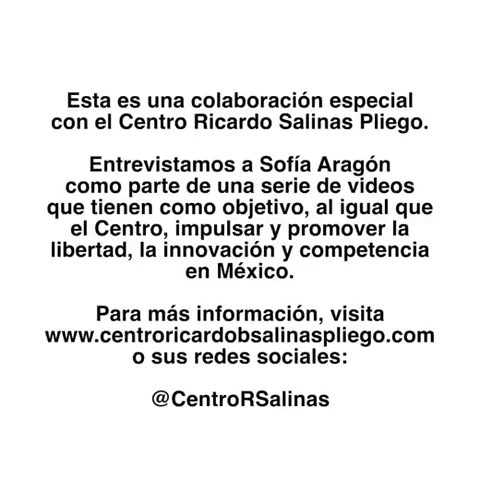 Esta es una colaboración especial
con el Centro Ricardo Salinas Pliego.
Entrevistamos a Sofía Aragón
como parte de una serie de videos
que tienen como objetivo, al igual que
el Centro, impulsar y promover la
libertad, la innovación y competencia
en México.
Para más información, visita
www.centroricardobsalinaspliego.com
o sus redes sociales:
@CentroRSalinas